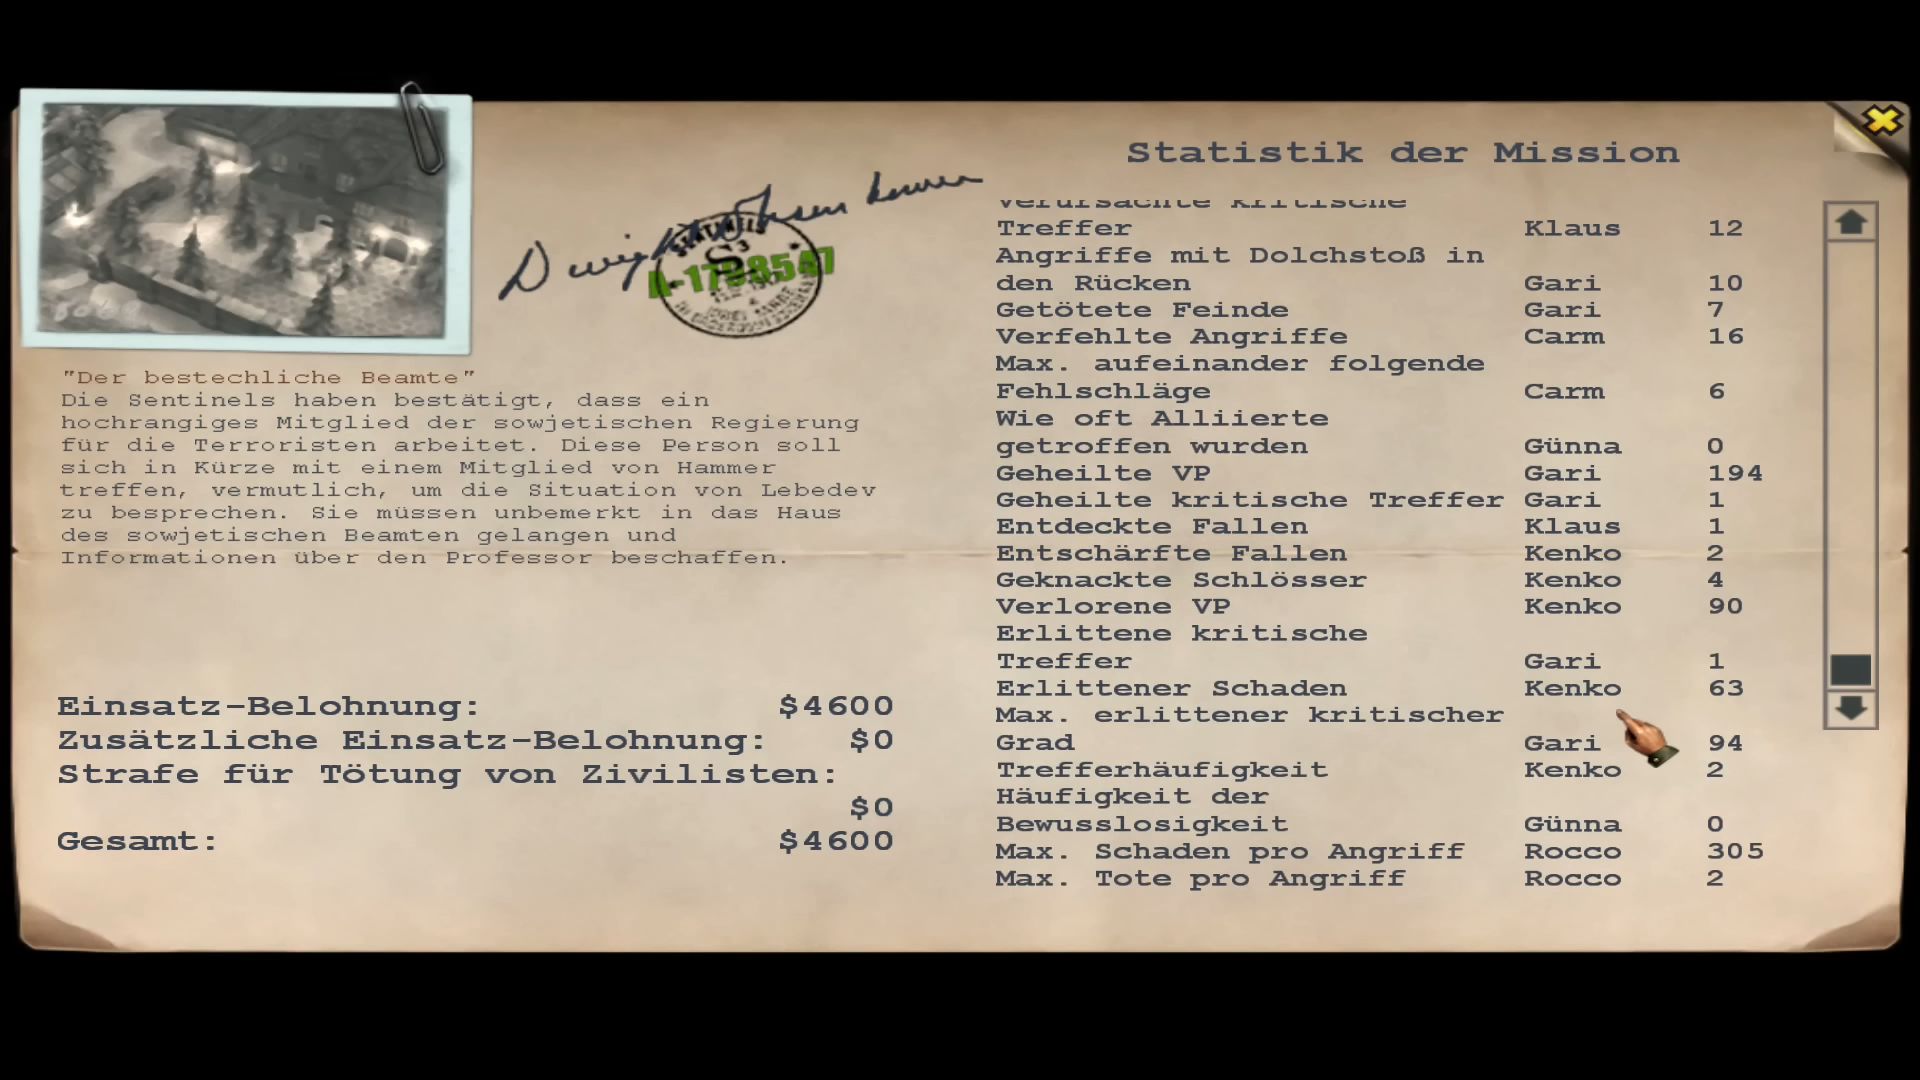 "Der bestechliche Beamte"
Die Sentinels haben bestätigt, dass ein
hochrangiges Mitglied der sowjetischen Regierung
für die Terroristen arbeitet. Diese Person soll
sich in Kürze mit einem Mitglied von Hammer
treffen, vermutlich, um die Situation von Lebedev
zu besprechen. Sie müssen unbemerkt in das Haus
des sowjetischen Beamten gelangen und
Informationen über den Professor beschaffen.
Einsatz-Belohnung: $4600
Zusätzliche Einsatz-Belohnung: $0
Strafe für Tötung von Zivilisten:
$0
Gesamt: $4600
SENTINELS
S3
Statistik der Mission
Verursachte kritische
Treffer Klaus 12
Angriffe mit Dolchstoß in
den Rücken Gari 10
Getötete Feinde Gari 7
Verfehlte Angriffe Carm 16
Max. aufeinander folgende
Fehlschläge Carm 6
Wie oft Alliierte
getroffen wurden Günna 0
Geheilte VP Gari 194
Geheilte kritische Treffer Gari 1
Entdeckte Fallen Klaus 1
Entschärfte Fallen Kenko 2
Geknackte Schlösser Kenko 4
Verlorene VP Kenko 90
Erlittene kritische
Treffer Gari 1
Erlittener Schaden Kenko 63
Max. erlittener kritischer
Grad Gari 94
Trefferhäufigkeit Kenko 2
Häufigkeit der
Bewusslosigkeit Günna 0
Max. Schaden pro Angriff Rocco 305
Max. Tote pro Angriff Rocco 2